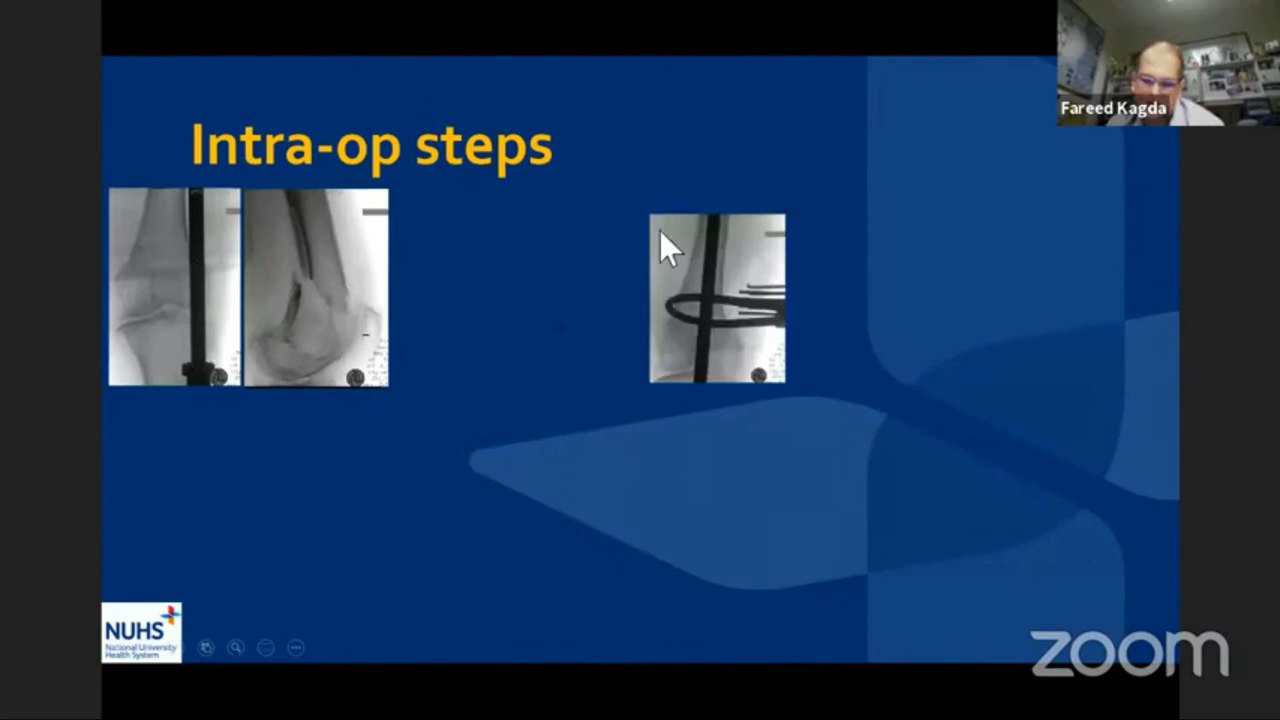 Fareed Kagda
Intra-op steps
NUHS
National University
Health System
zoom